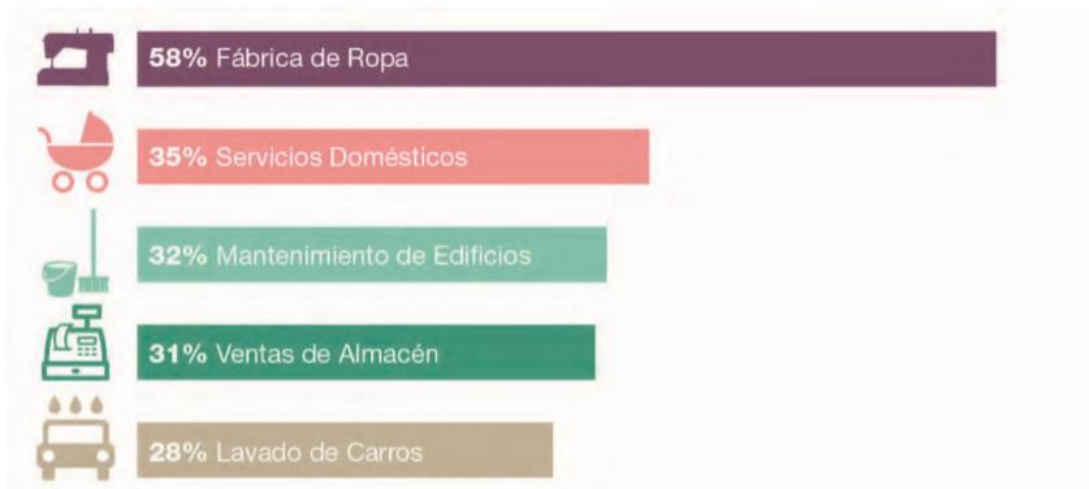 58% Fábrica de Ropa
35% Servicios Domésticos
32% Mantenimiento de Edificios
31% Ventas de Almacén
28% Lavado de Carros